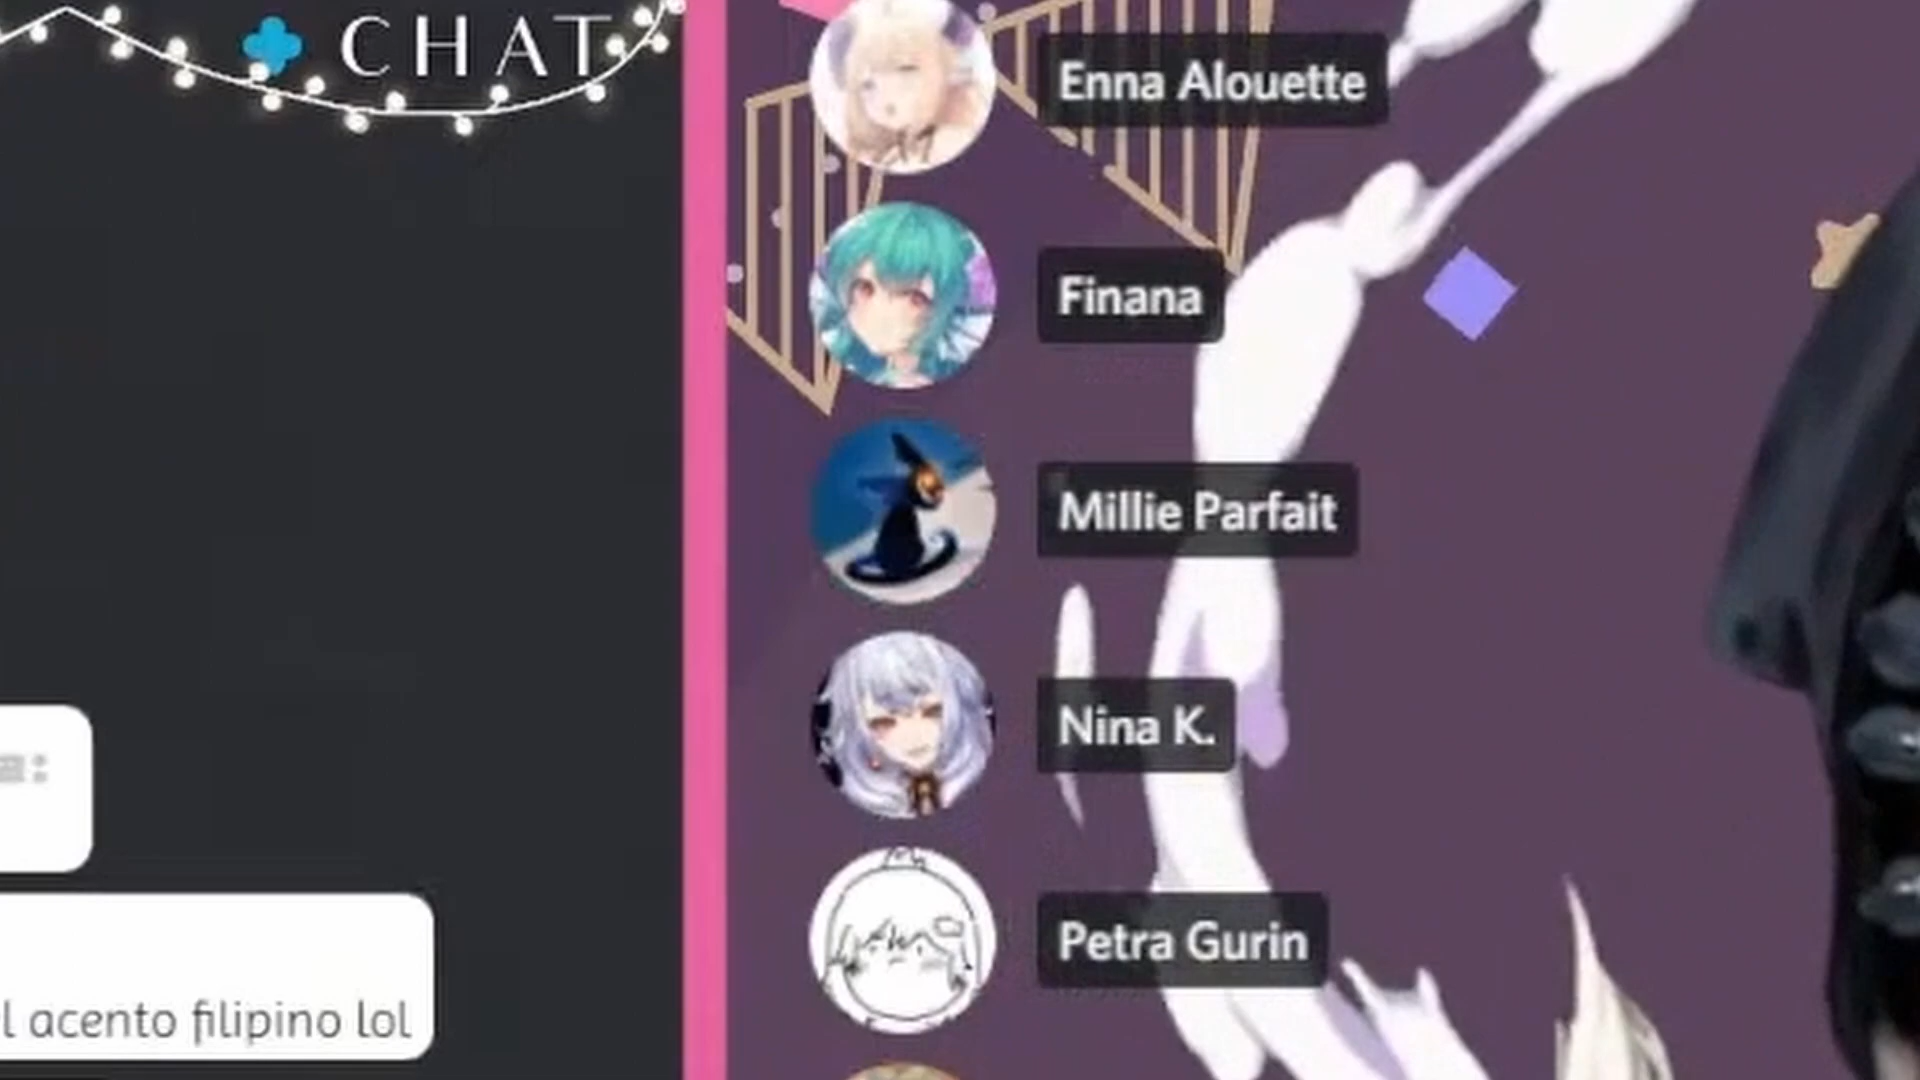 CHAT
Enna Alouette
Finana
Millie Parfait
Nina K.
Petra Gurin
l acento filipino lol